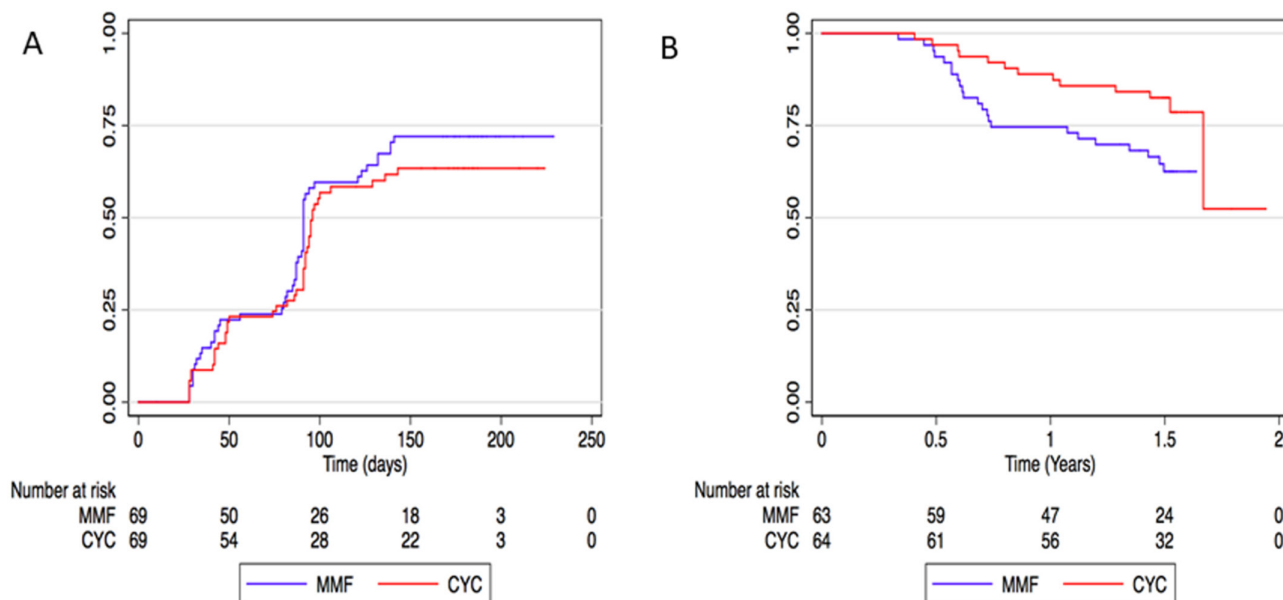 A
1.00
0.75
0.50
0.25
0.00
0 50 100 150 200 250
Time (days)
Number at risk
MMF 69 50 26 18 3 0
CYC 69 54 28 22 3 0
MMF CYC
B
1.00
0.75
0.50
0.25
0.00
0 0.5 1 1.5 2
Time (Years)
Number at risk
MMF 63 59 47 24 0
CYC 64 61 56 32 0
MMF CYC